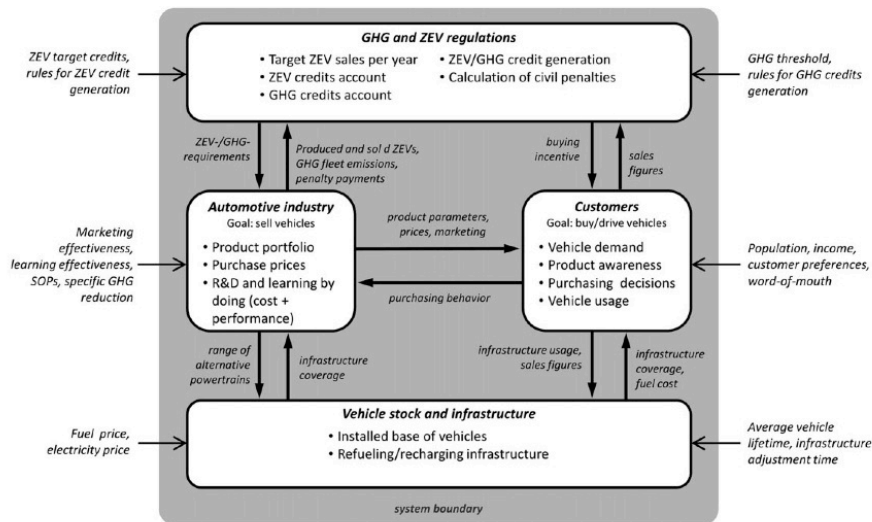 GHG and ZEV regulations
• Target ZEV sales per year
• ZEV credits account
• GHG credits account
• ZEV/GHG credit generation
• Calculation of civil penalties
ZEV target credits,
rules for ZEV credit
generation
GHG threshold,
rules for GHG credits
generation
ZEV-/GHG-
requirements
Produced and sold ZEVs,
GHG fleet emissions,
penalty payments
buying
incentive
sales
figures
Automotive industry
Goal: sell vehicles
• Product portfolio
• Purchase prices
• R&D and learning by
doing (cost +
performance)
product parameters,
prices, marketing
purchasing behavior
Customers
Goal: buy/drive vehicles
• Vehicle demand
• Product awareness
• Purchasing decisions
• Vehicle usage
Marketing
effectiveness,
learning effectiveness,
SOPs, specific GHG
reduction
Population, income,
customer preferences,
word-of-mouth
range of
alternative
powertrains
infrastructure
coverage
infrastructure usage,
sales figures
infrastructure
coverage,
fuel cost
Vehicle stock and infrastructure
• Installed base of vehicles
• Refueling/recharging infrastructure
Fuel price,
electricity price
Average vehicle
lifetime, infrastructure
adjustment time
system boundary